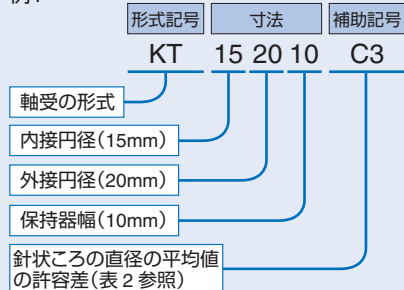 形式記号 寸法 補助記号
KT 15 20 10 C3
軸受の形式
内接円径(15mm)
外接円径(20mm)
保持器幅(10mm)
針状ころの直径の平均値
の許容差(表2参照)